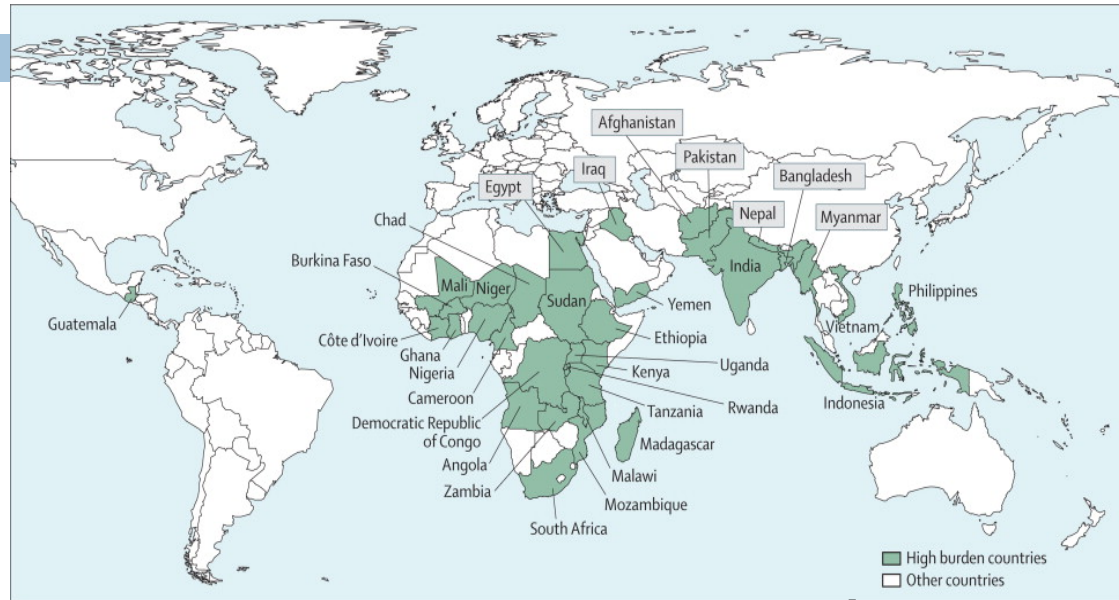 Afghanistan
Pakistan
Iraq
Bangladesh
Egypt
Nepal
Chad
Myanmar
Burkina Faso
Mali
Niger
India
Sudan
Philippines
Yemen
Guatemala
Vietnam
Côte d'Ivoire
Ethiopia
Ghana
Uganda
Nigeria
Kenya
Cameroon
Indonesia
Rwanda
Tanzania
Democratic Republic
of Congo
Madagascar
Angola
Malawi
Zambia
Mozambique
South Africa
High burden countries
Other countries